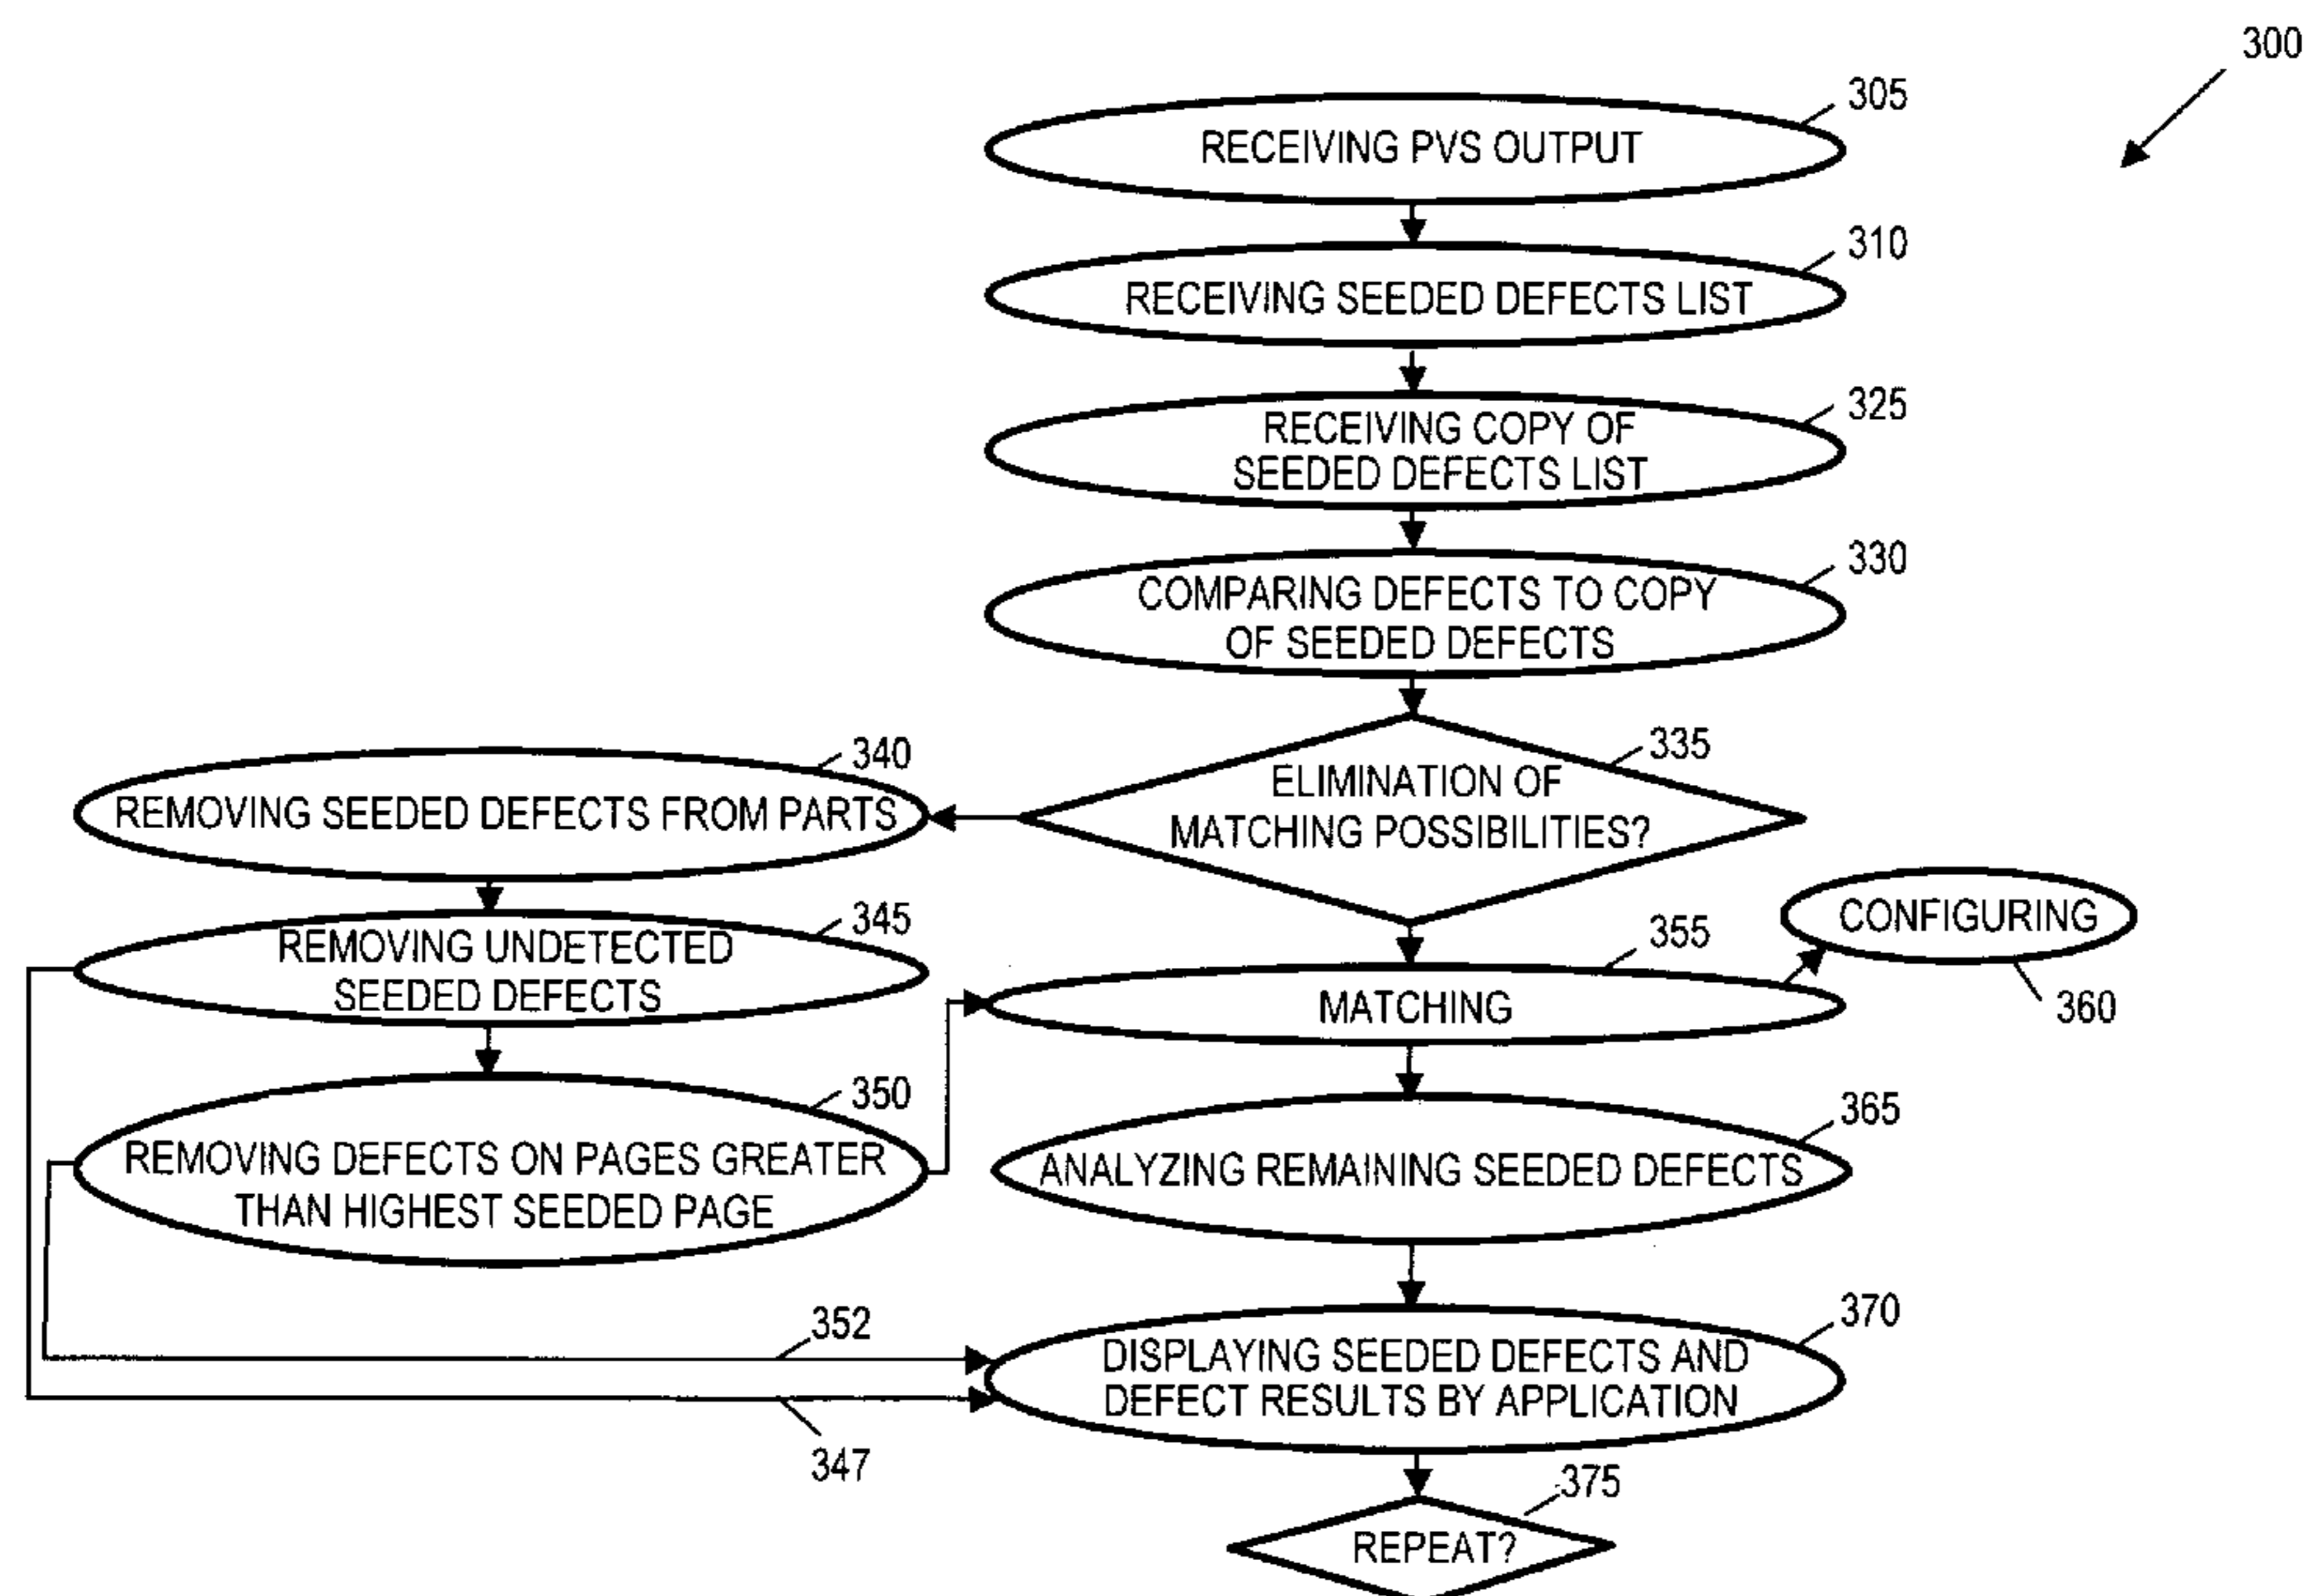 300
305
RECEIVING PVS OUTPUT
310
RECEIVING SEEDED DEFECTS LIST
325
RECEIVING COPY OF
SEEDED DEFECTS LIST
330
COMPARING DEFECTS TO COPY
OF SEEDED DEFECTS
335
ELIMINATION OF
MATCHING POSSIBILITIES?
340
REMOVING SEEDED DEFECTS FROM PARTS
345
REMOVING UNDETECTED
SEEDED DEFECTS
350
REMOVING DEFECTS ON PAGES GREATER
THAN HIGHEST SEEDED PAGE
355
MATCHING
CONFIGURING
360
365
ANALYZING REMAINING SEEDED DEFECTS
352
347
370
DISPLAYING SEEDED DEFECTS AND
DEFECT RESULTS BY APPLICATION
375
REPEAT?